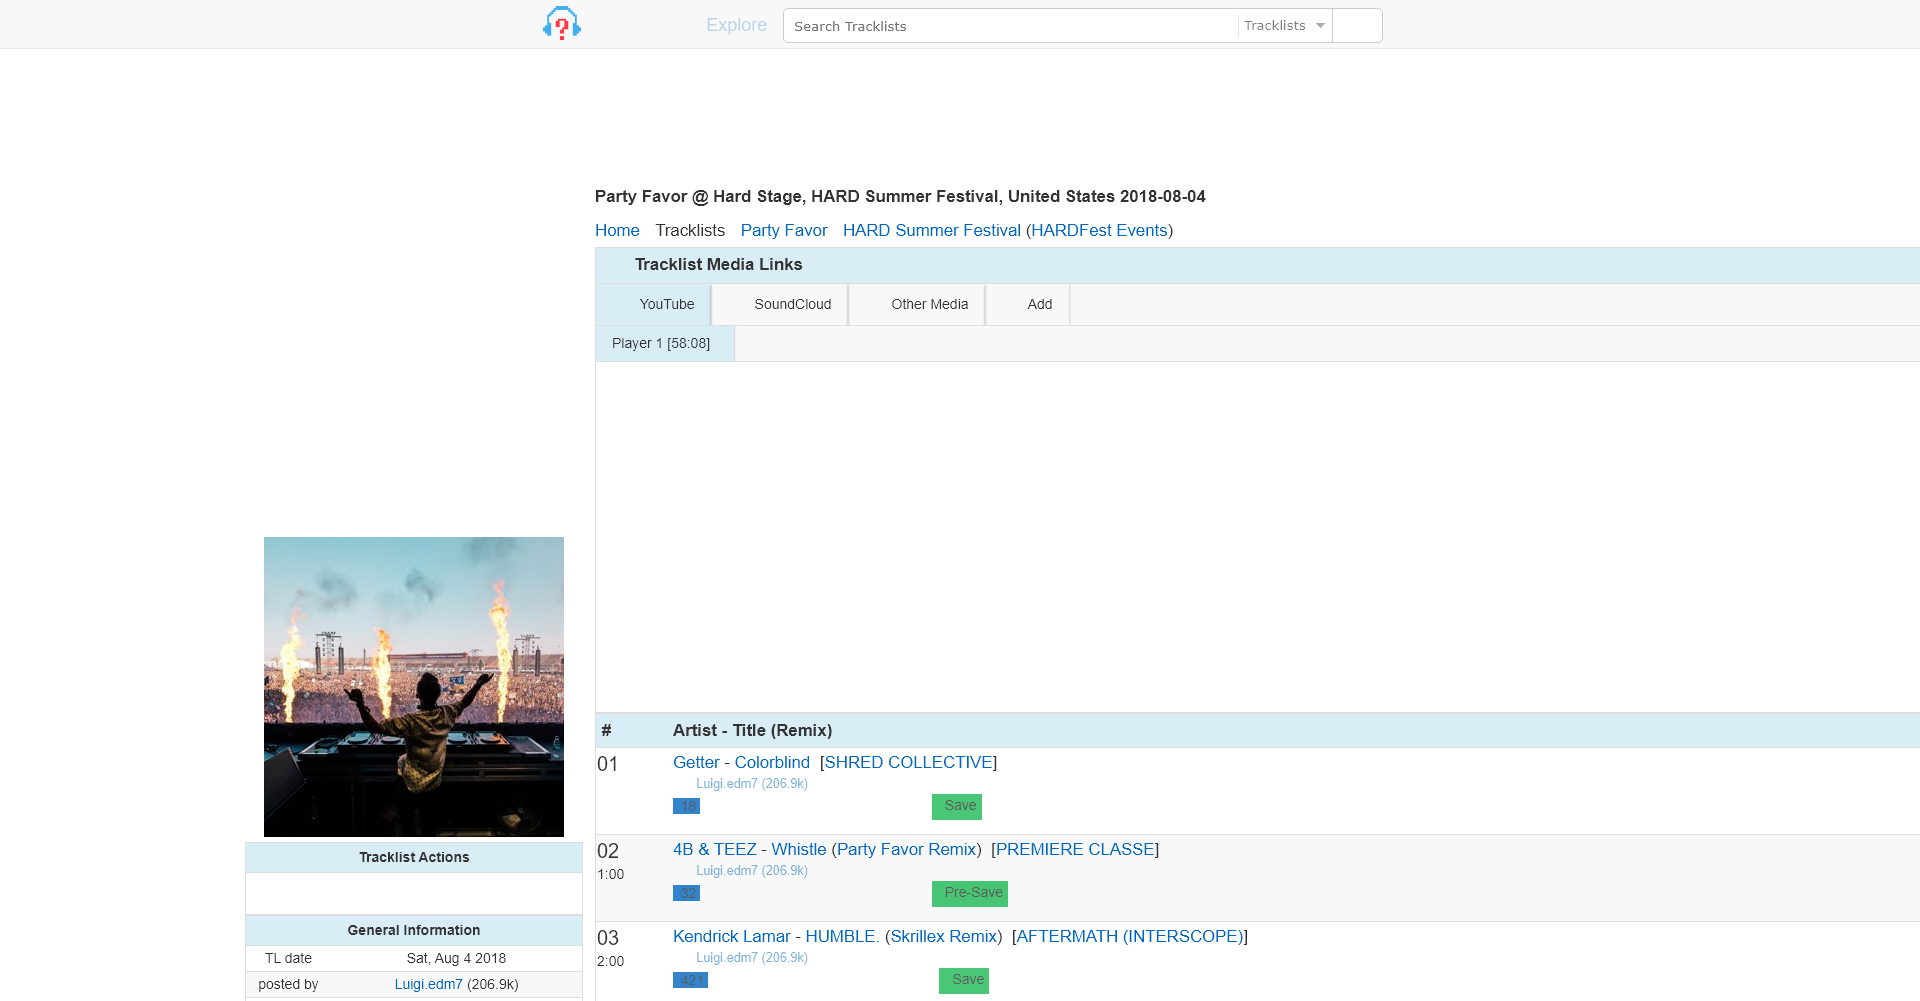 Explore
Search Tracklists
Tracklists
Party Favor @ Hard Stage, HARD Summer Festival, United States 2018-08-04
Home Tracklists Party Favor HARD Summer Festival (HARDFest Events)
Tracklist Media Links
YouTube SoundCloud Other Media Add
Player 1 [58:08]
# Artist - Title (Remix)
01 Getter - Colorblind [SHRED COLLECTIVE]
Luigi.edm7 (206.9k)
18 Save
02 4B & TEEZ - Whistle (Party Favor Remix) [PREMIERE CLASSE]
1:00 Luigi.edm7 (206.9k)
32 Pre-Save
03 Kendrick Lamar - HUMBLE. (Skrillex Remix) [AFTERMATH (INTERSCOPE)]
2:00 Luigi.edm7 (206.9k)
421 Save
Tracklist Actions
General Information
TL date Sat, Aug 4 2018
posted by Luigi.edm7 (206.9k)